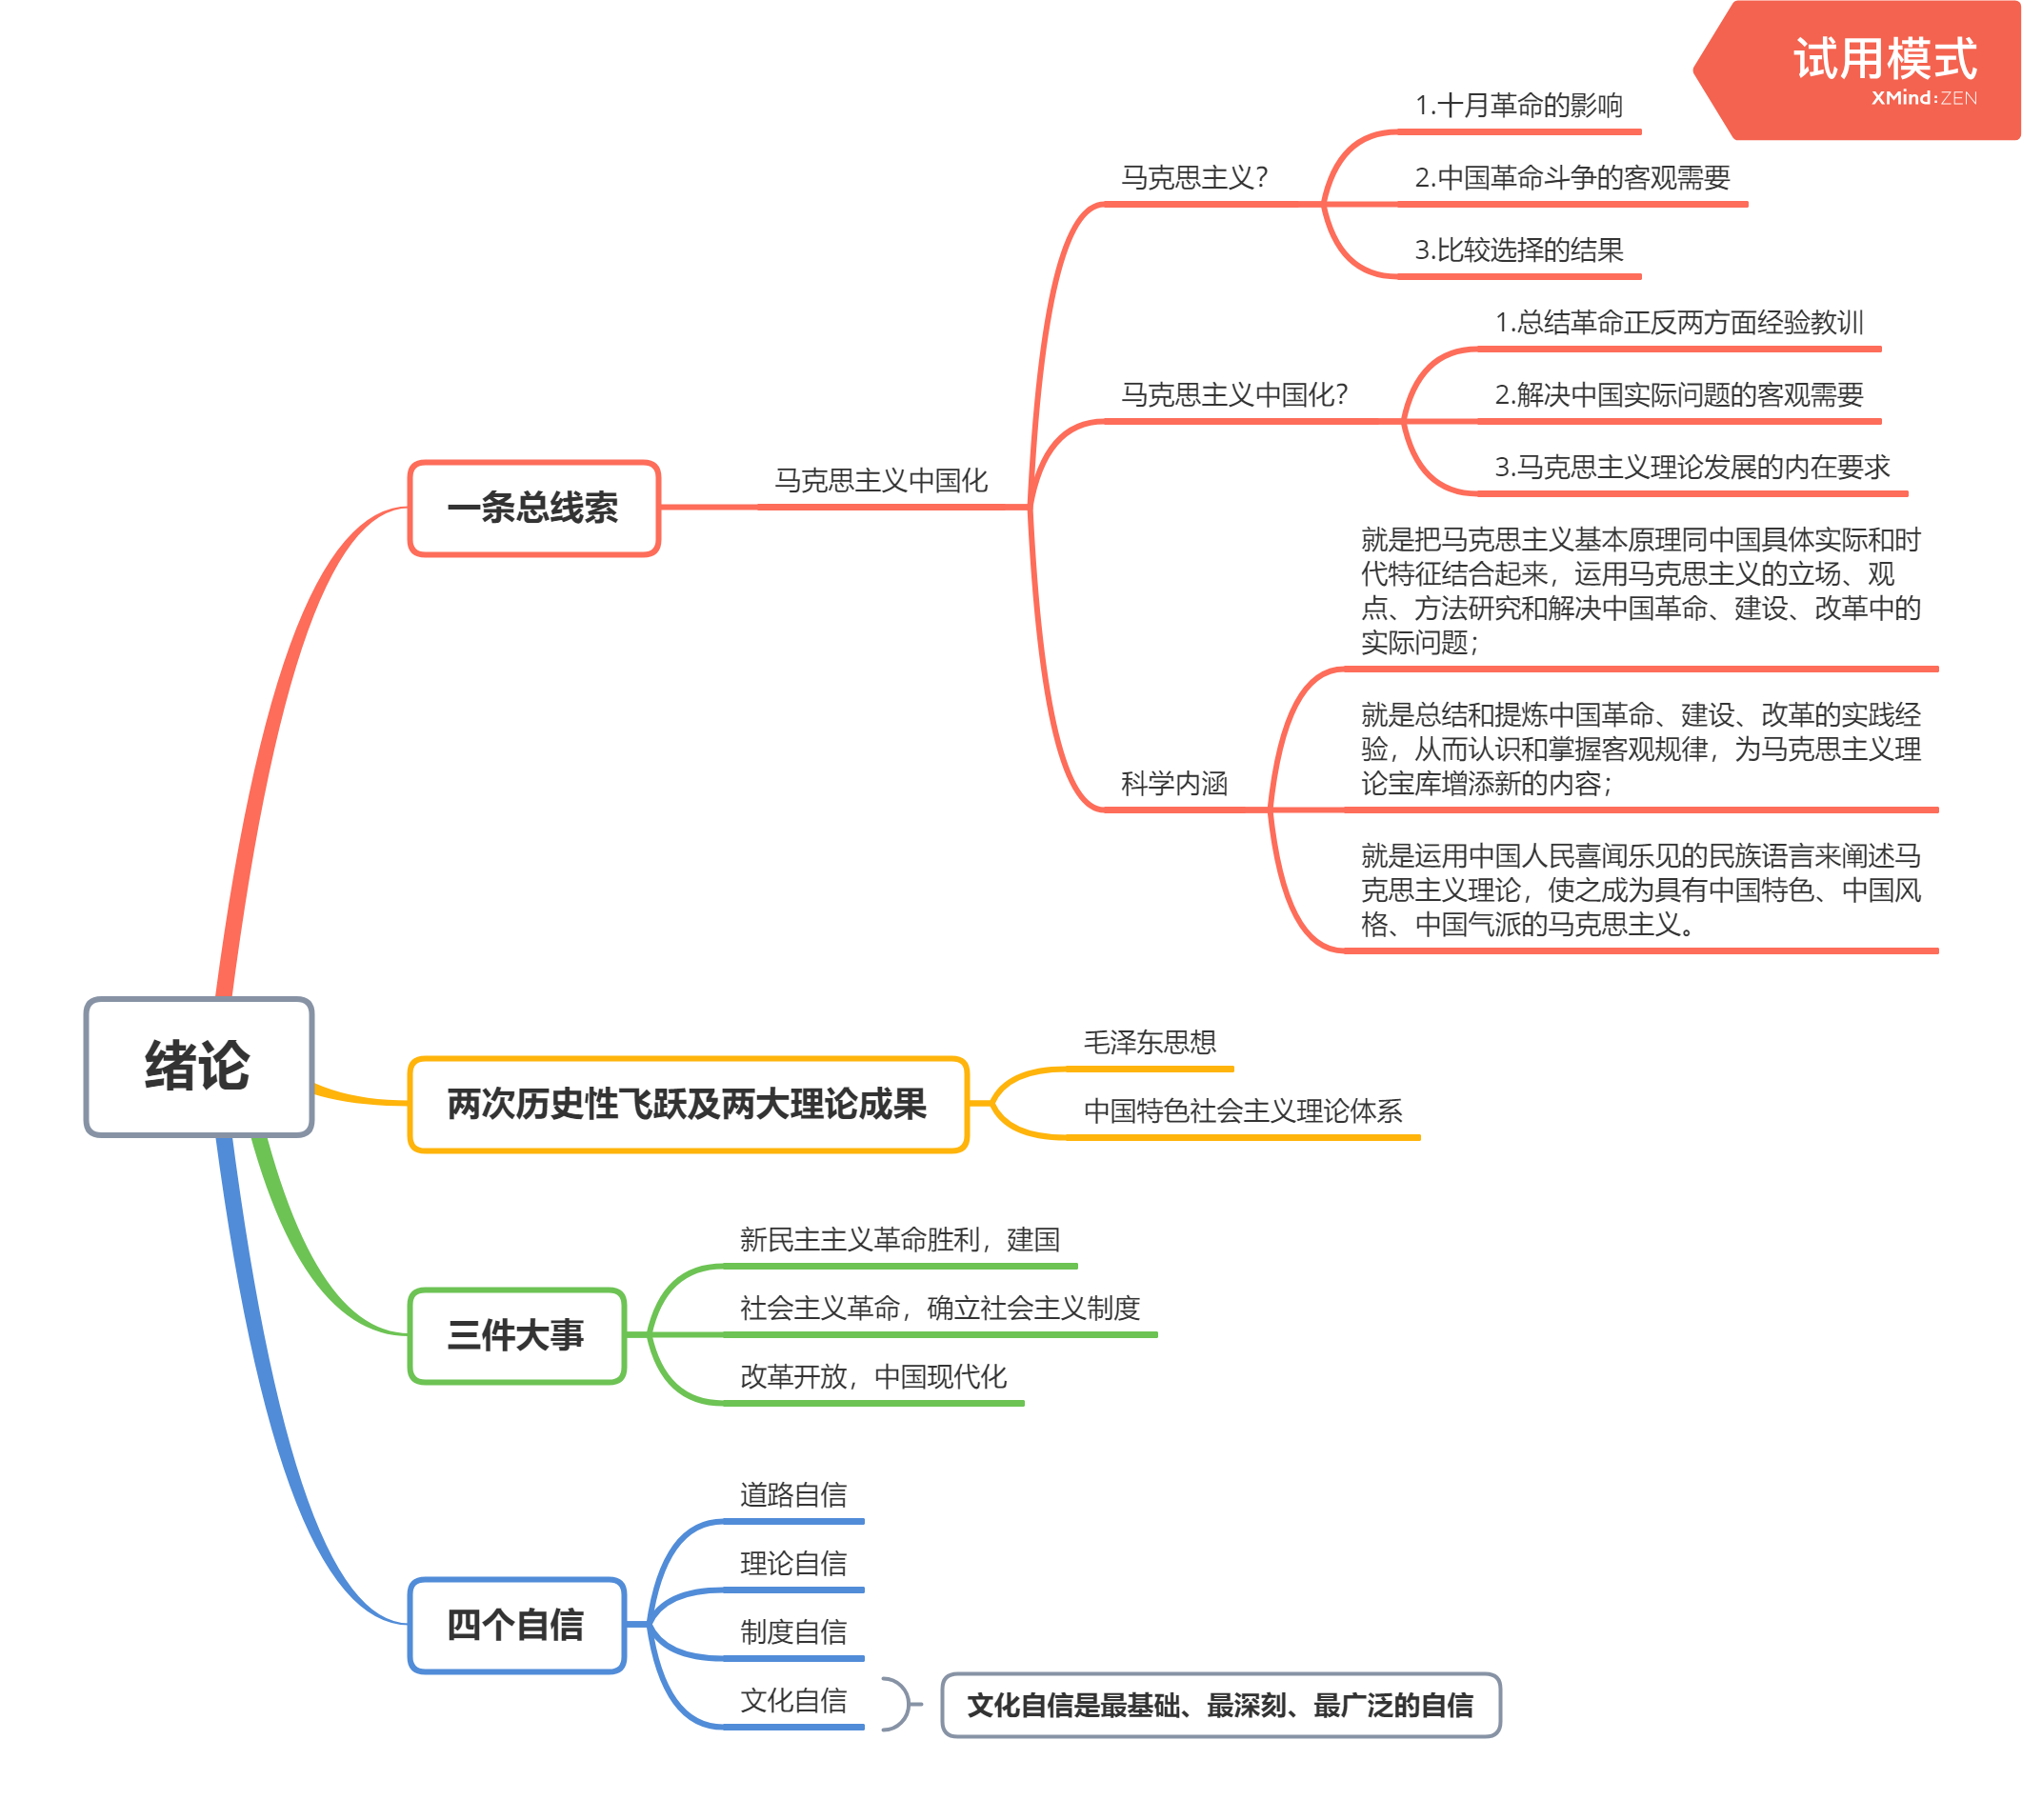 试用模式
XMind:ZEN
绪论
一条总线索
马克思主义中国化
马克思主义？
1.十月革命的影响
2.中国革命斗争的客观需要
3.比较选择的结果
马克思主义中国化？
1.总结革命正反两方面经验教训
2.解决中国实际问题的客观需要
3.马克思主义理论发展的内在要求
科学内涵
就是把马克思主义基本原理同中国具体实际和时
代特征结合起来，运用马克思主义的立场、观
点、方法研究和解决中国革命、建设、改革中的
实际问题；
就是总结和提炼中国革命、建设、改革的实践经
验，从而认识和掌握客观规律，为马克思主义理
论宝库增添新的内容；
就是运用中国人民喜闻乐见的民族语言来阐述马
克思主义理论，使之成为具有中国特色、中国风
格、中国气派的马克思主义。
两次历史性飞跃及两大理论成果
毛泽东思想
中国特色社会主义理论体系
三件大事
新民主主义革命胜利，建国
社会主义革命，确立社会主义制度
改革开放，中国现代化
四个自信
道路自信
理论自信
制度自信
文化自信
文化自信是最基础、最深刻、最广泛的自信